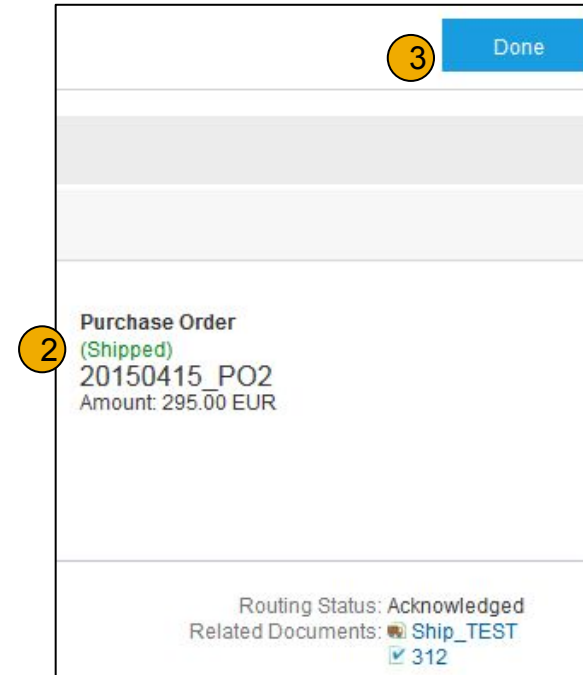 3
Done
Purchase Order
2
(Shipped)
20150415_PO2
Amount: 295.00 EUR
Routing Status: Acknowledged
Related Documents: Ship_TEST
312